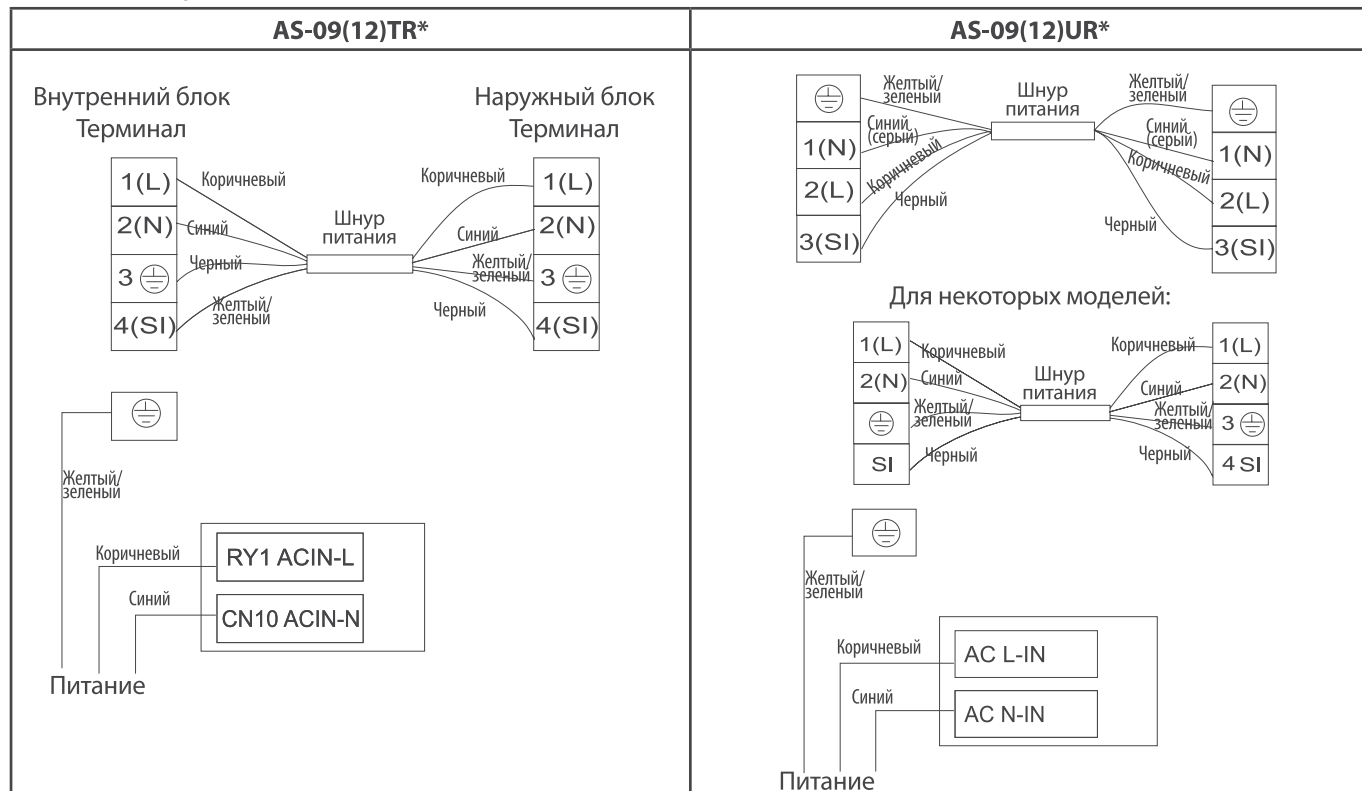 AS-09(12)TR*
Внутренний блок
Терминал
Наружный блок
Терминал
1(L)
2(N)
3
4(SI)
Коричневый
Синий
Черный
Желтый/
зеленый
Шнур
питания
Коричневый
Синий
Желтый/
зеленый
Черный
1(L)
2(N)
3
4(SI)
Желтый/
зеленый
Коричневый
Синий
RY1 ACIN-L
CN10 ACIN-N
Питание
AS-09(12)UR*
1(N)
2(L)
3(SI)
Желтый/
зеленый
Синий
(серый)
Коричневый
Черный
Шнур
питания
Желтый/
зеленый
Синий
(серый)
Коричневый
Черный
1(N)
2(L)
3(SI)
Для некоторых моделей:
1(L)
2(N)
SI
Коричневый
Синий
Желтый/
зеленый
Черный
Шнур
питания
Коричневый
Синий
Желтый/
зеленый
Черный
1(L)
2(N)
3
4 SI
Желтый/
зеленый
Коричневый
Синий
AC L-IN
AC N-IN
Питание